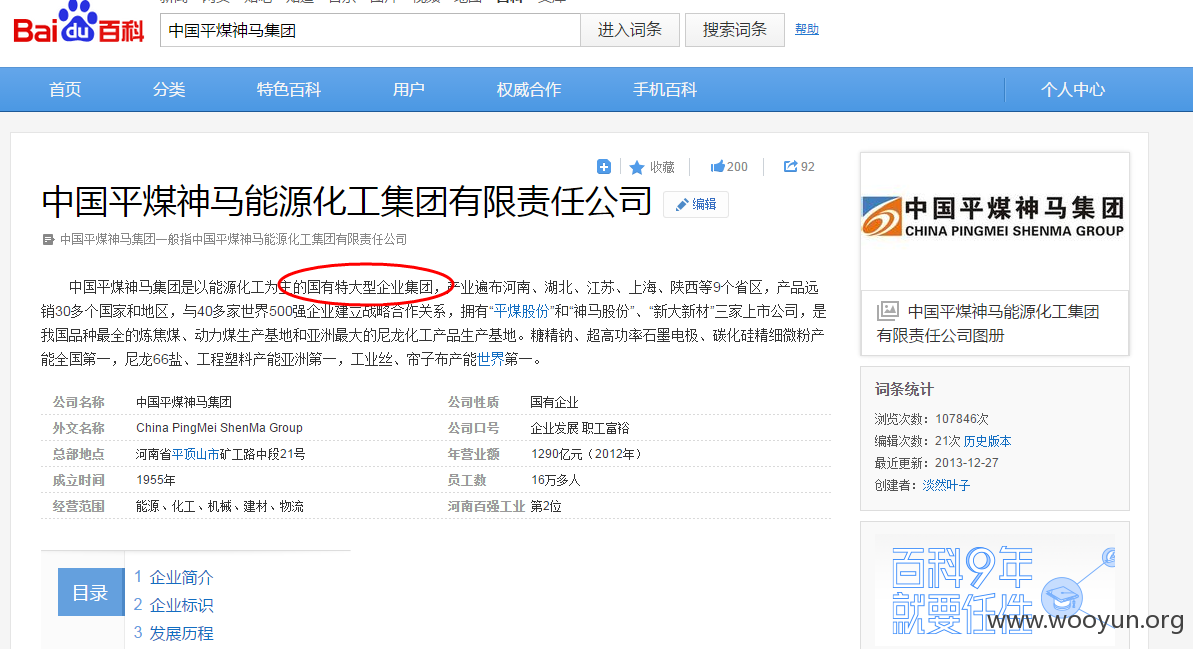 Bai du 百科
中国平煤神马集团
进入词条
搜索词条
帮助
首页
分类
特色百科
用户
权威合作
手机百科
个人中心
收藏
200
92
中国平煤神马能源化工集团有限责任公司
编辑
中国平煤神马集团一般指中国平煤神马能源化工集团有限责任公司
中国平煤神马集团是以能源化工为主的国有特大型企业集团，产业遍布河南、湖北、江苏、上海、陕西等9个省区，产品远
销30多个国家和地区，与40多家世界500强企业建立战略合作关系，拥有“平煤股份”和“神马股份”、“新大新材”三家上市公司，是
我国品种最全的炼焦煤、动力煤生产基地和亚洲最大的尼龙化工产品生产基地。糖精钠、超高功率石墨电极、碳化硅精细微粉产
能全国第一，尼龙66盐、工程塑料产能亚洲第一，工业丝、帘子布产能世界第一。
公司名称 中国平煤神马集团 公司性质 国有企业
外文名称 China PingMei ShenMa Group 公司口号 企业发展 职工富裕
总部地点 河南省平顶山市矿工路中段21号 年营业额 1290亿元（2012年）
成立时间 1955年 员工数 16万多人
经营范围 能源、化工、机械、建材、物流 河南百强工业 第2位
目录
1 企业简介
2 企业标识
3 发展历程
中国平煤神马集团
CHINA PINGMEI SHENMA GROUP
中国平煤神马能源化工集团
有限责任公司图册
词条统计
浏览次数：107846次
编辑次数：21次 历史版本
最近更新：2013-12-27
创建者：淡然叶子
百科9年
就要任性
www.wooyun.org